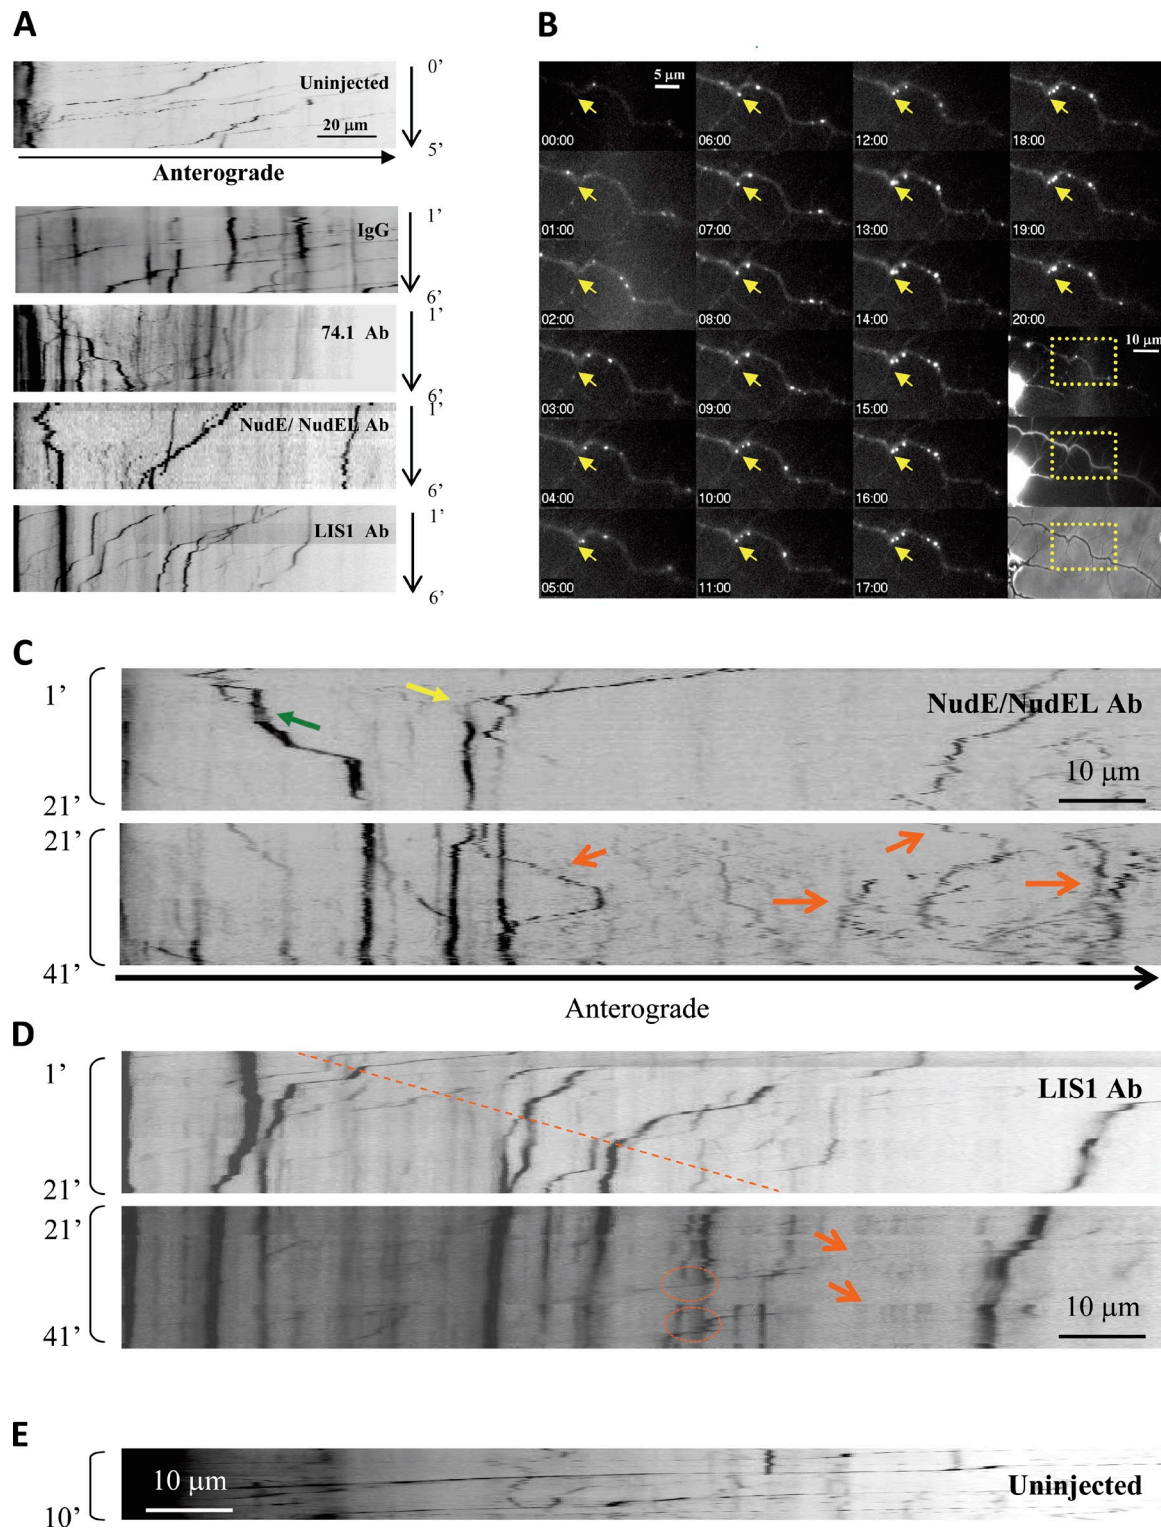 A
B
Uninjected
0'
20 µm
5'
Anterograde
IgG
1'
6'
74.1 Ab
1'
6'
NudE/ NudEL Ab
1'
6'
LIS1 Ab
1'
6'
5 µm
00:00
06:00
12:00
18:00
01:00
07:00
13:00
19:00
02:00
08:00
14:00
20:00
03:00
09:00
15:00
10 µm
04:00
10:00
16:00
05:00
11:00
17:00
C
1'
NudE/NudEL Ab
10 µm
21'
21'
41'
Anterograde
D
1'
LIS1 Ab
21'
21'
10 µm
41'
E
10 µm
Uninjected
10'